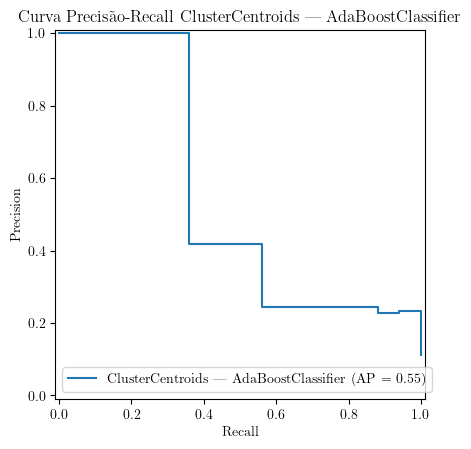 Curva Precisão-Recall ClusterCentroids — AdaBoostClassifier
1.0
0.8
0.6
0.4
0.2
0.0
Precision
ClusterCentroids — AdaBoostClassifier (AP = 0.55)
0.0 0.2 0.4 0.6 0.8 1.0
Recall